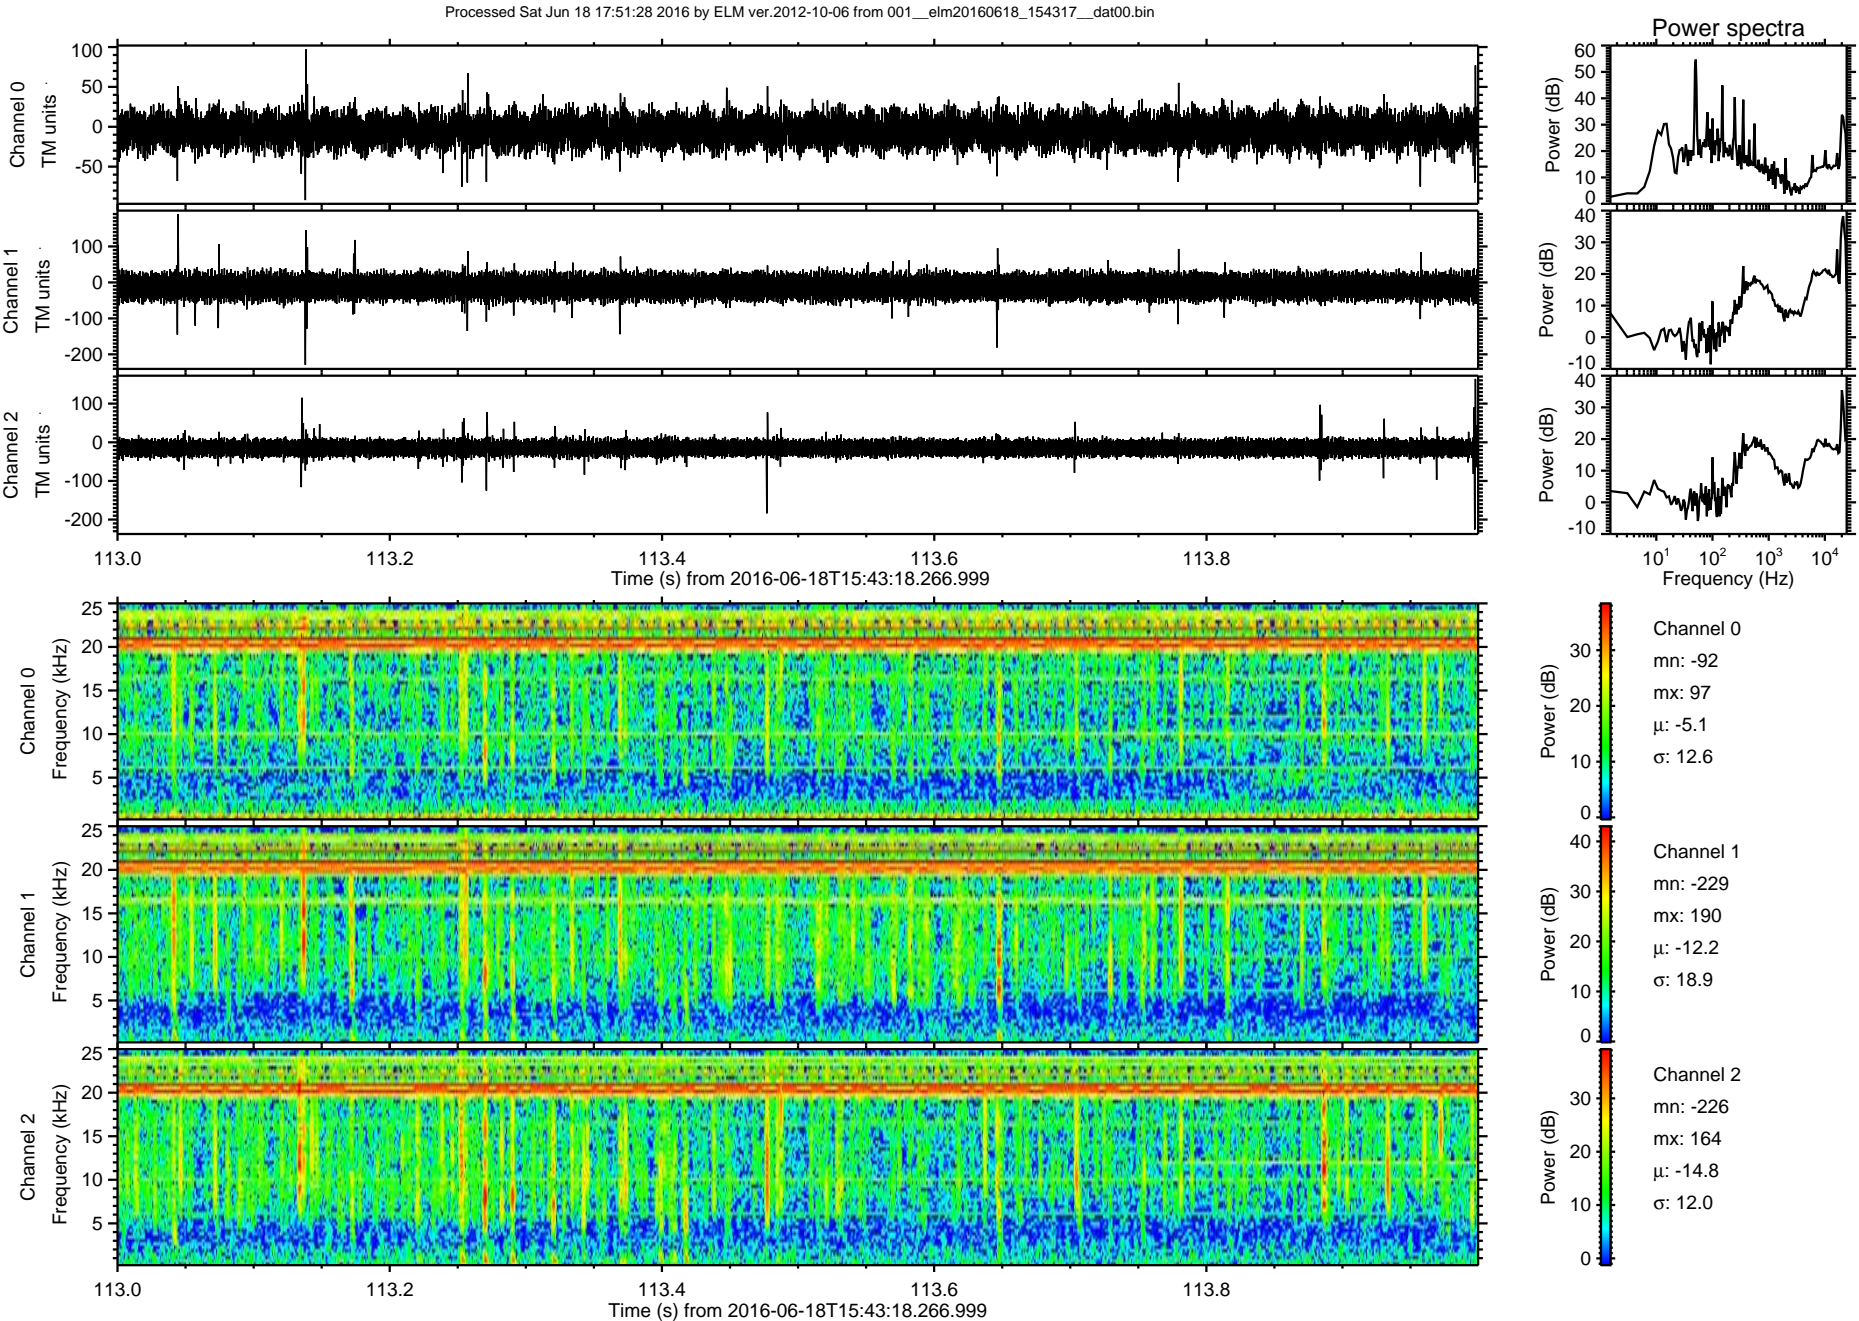 Processed Sat Jun 18 17:51:28 2016 by ELM ver.2012-10-06 from 001__elm20160618_154317__dat00.bin
Power spectra
Channel 0
TM units
100
50
0
-50
Power (dB)
60
50
40
30
20
10
0
Channel 1
TM units
100
0
-100
-200
Power (dB)
40
30
20
10
0
-10
Channel 2
TM units
100
0
-100
-200
Power (dB)
40
30
20
10
0
-10
113.0 113.2 113.4 113.6 113.8
Time (s) from 2016-06-18T15:43:18.266.999
10^1 10^2 10^3 10^4
Frequency (Hz)
Channel 0
Frequency (kHz)
25
20
15
10
5
Power (dB)
30
20
10
0
Channel 0
mn: -92
mx: 97
µ: -5.1
σ: 12.6
Channel 1
Frequency (kHz)
25
20
15
10
5
Power (dB)
40
30
20
10
0
Channel 1
mn: -229
mx: 190
µ: -12.2
σ: 18.9
Channel 2
Frequency (kHz)
25
20
15
10
5
Power (dB)
30
20
10
0
Channel 2
mn: -226
mx: 164
µ: -14.8
σ: 12.0
113.0 113.2 113.4 113.6 113.8
Time (s) from 2016-06-18T15:43:18.266.999